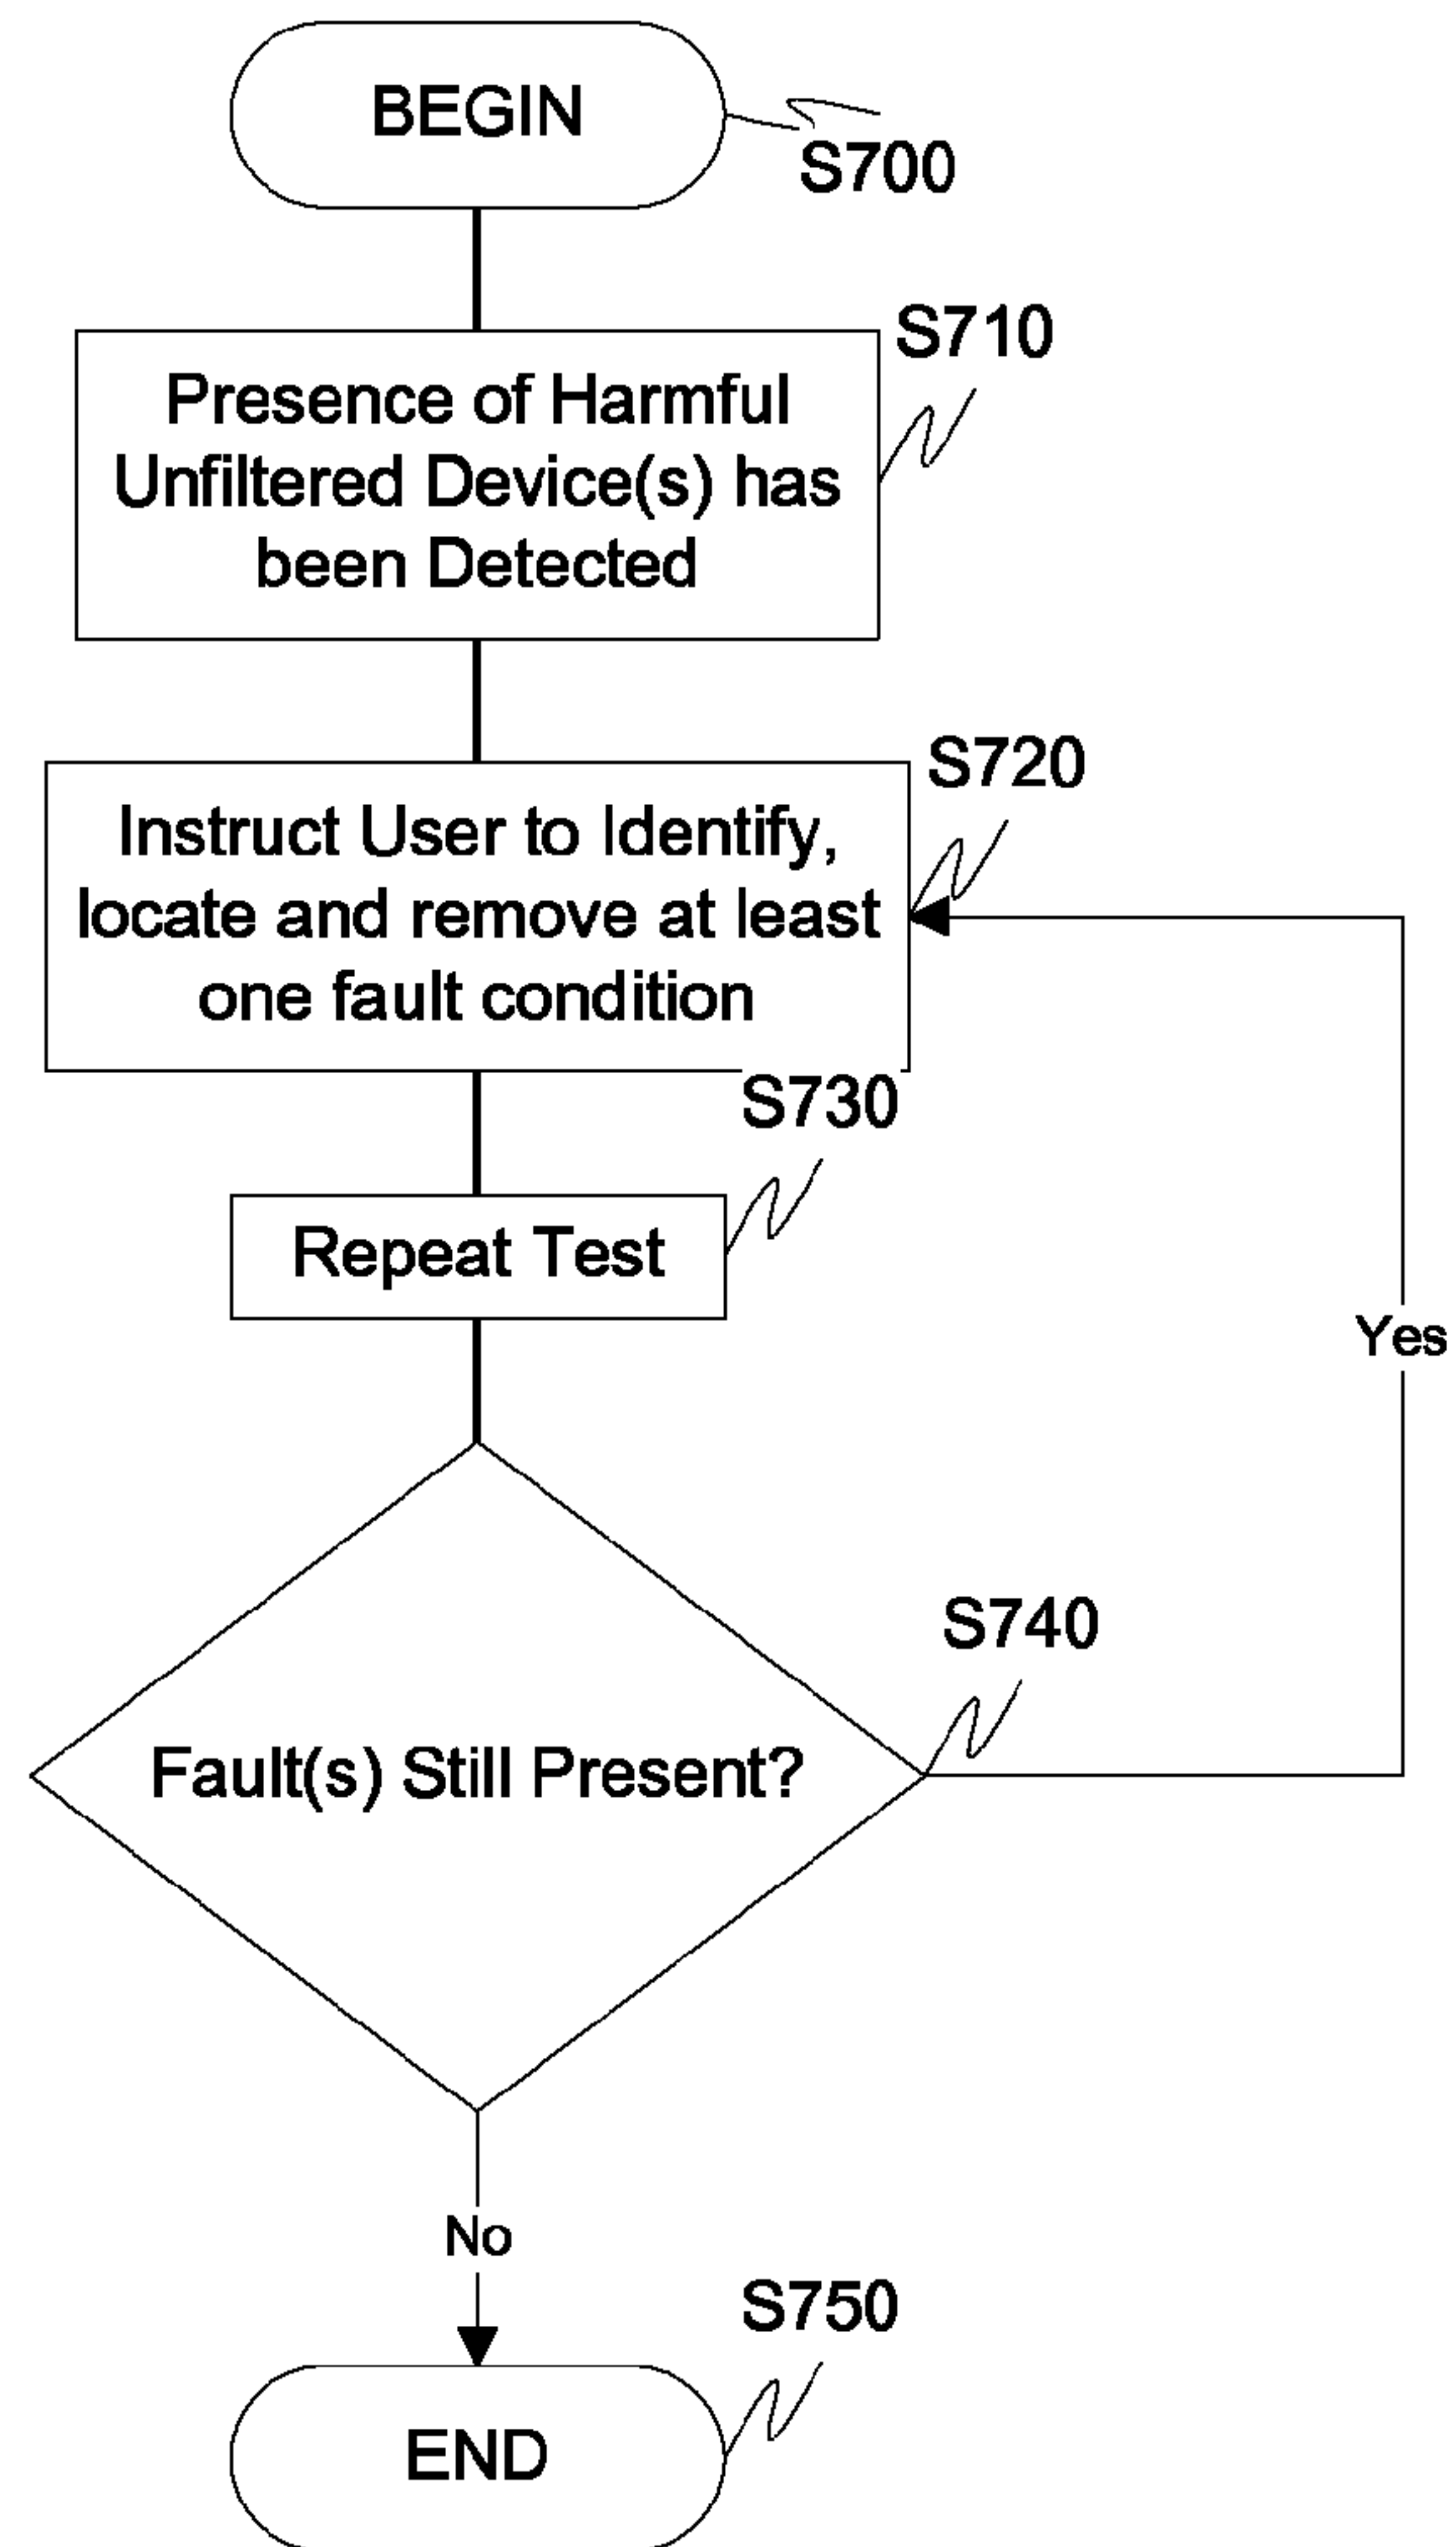 BEGIN
S700
S710
Presence of Harmful
Unfiltered Device(s) has
been Detected
S720
Instruct User to Identify,
locate and remove at least
one fault condition
S730
Repeat Test
Yes
S740
Fault(s) Still Present?
No
S750
END